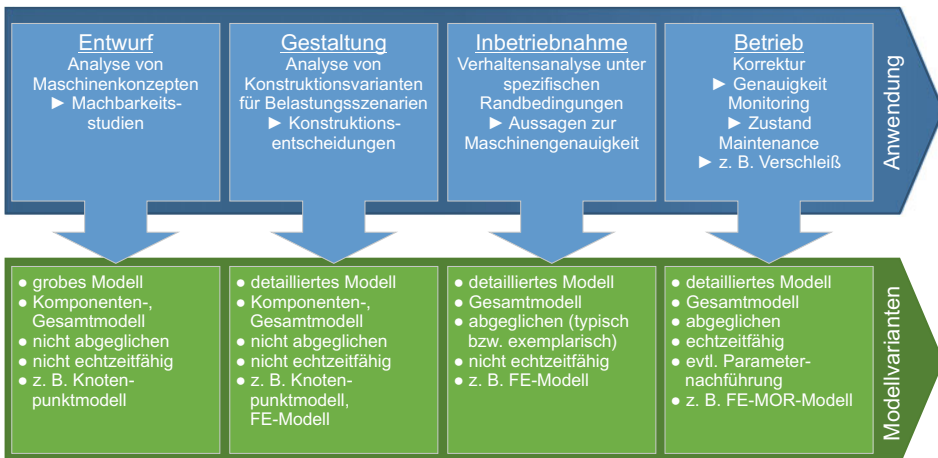 Entwurf
Analyse von
Maschinenkonzepten
► Machbarkeits-
studien
Gestaltung
Analyse von
Konstruktionsvarianten
für Belastungsszenarien
► Konstruktions-
entscheidungen
Inbetriebnahme
Verhaltensanalyse unter
spezifischen
Randbedingungen
► Aussagen zur
Maschinengenauigkeit
Betrieb
Korrektur
► Genauigkeit
Monitoring
► Zustand
Maintenance
► z. B. Verschleiß
Anwendung
● grobes Modell
● Komponenten-,
Gesamtmodell
● nicht abgeglichen
● nicht echtzeitfähig
● z. B. Knoten-
punktmodell
● detailliertes Modell
● Komponenten-,
Gesamtmodell
● nicht abgeglichen
● nicht echtzeitfähig
● z. B. Knoten-
punktmodell,
FE-Modell
● detailliertes Modell
● Gesamtmodell
● abgeglichen (typisch
bzw. exemplarisch)
● nicht echtzeitfähig
● z. B. FE-Modell
● detailliertes Modell
● Gesamtmodell
● abgeglichen
● echtzeitfähig
● evtl. Parameter-
nachführung
● z. B. FE-MOR-Modell
Modellvarianten